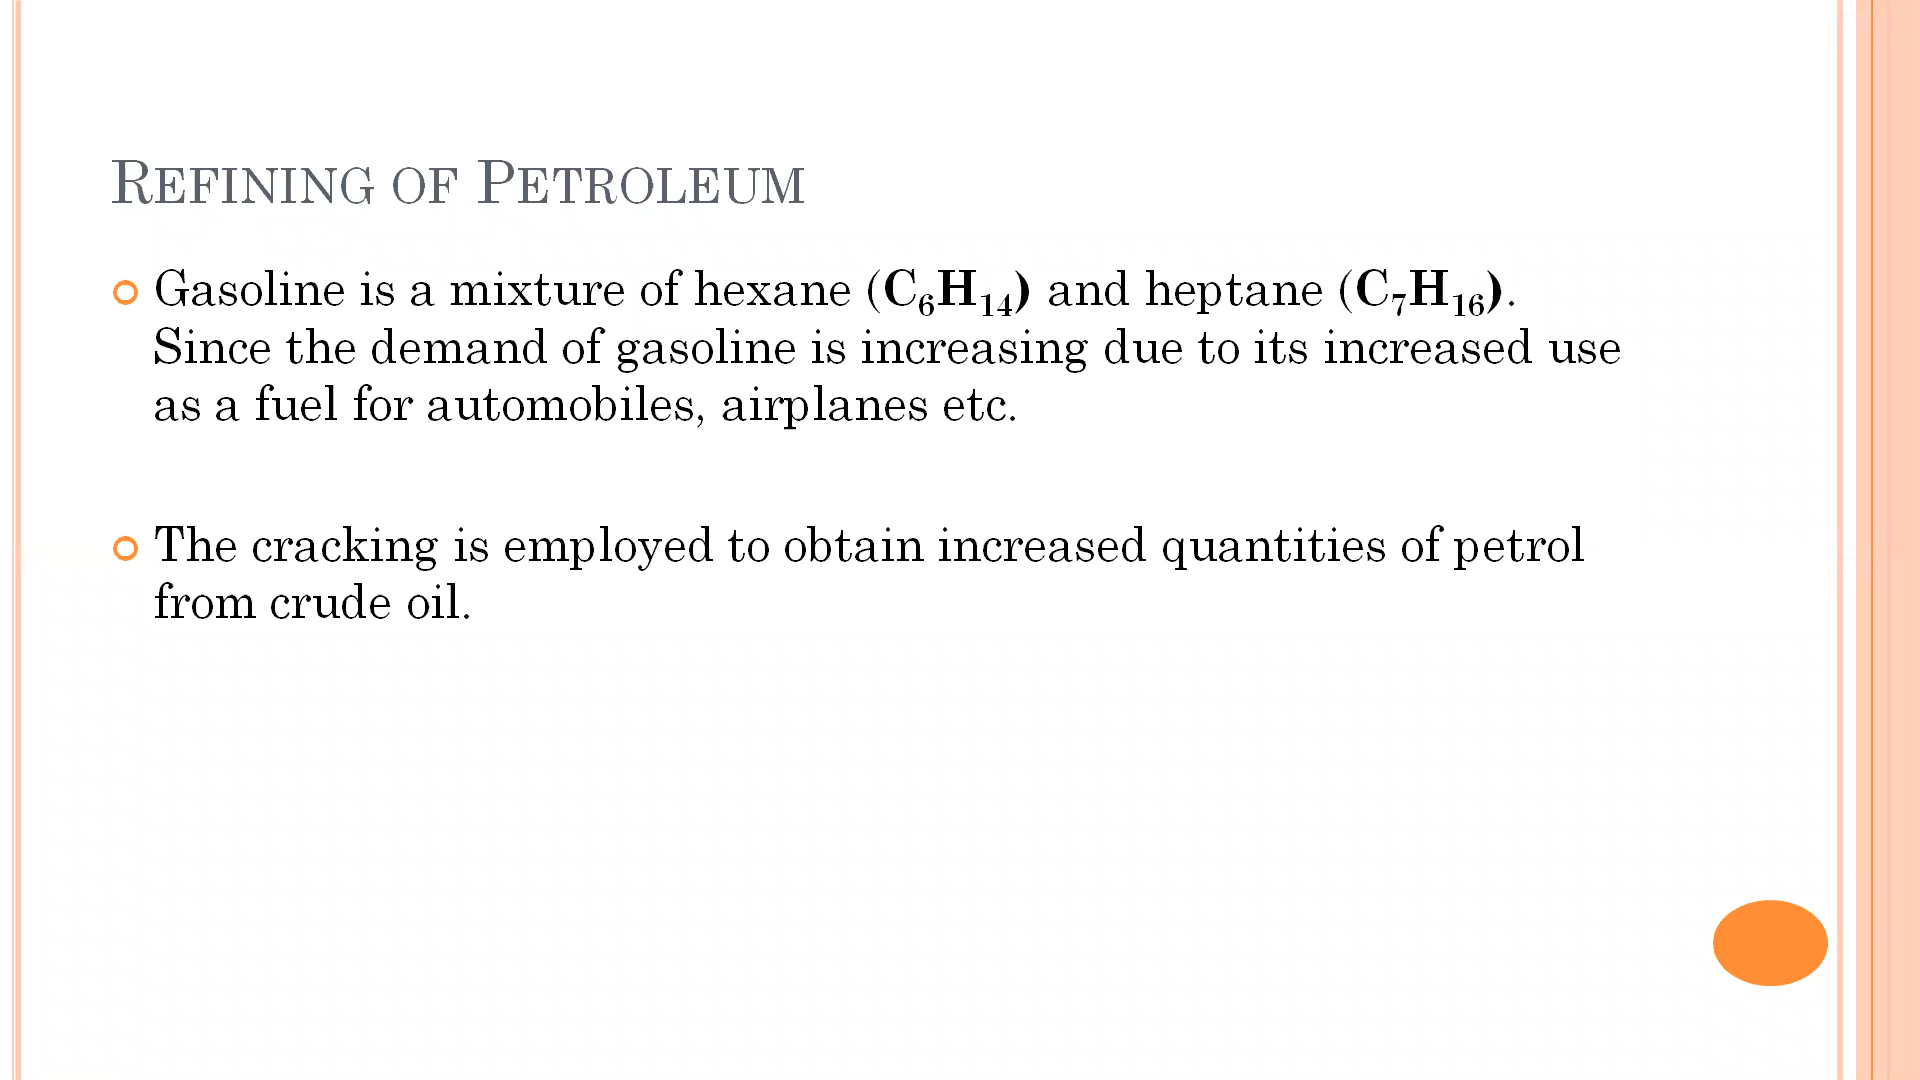 REFINING OF PETROLEUM
Gasoline is a mixture of hexane (C₆H₁₄) and heptane (C₇H₁₆).
Since the demand of gasoline is increasing due to its increased use
as a fuel for automobiles, airplanes etc.
The cracking is employed to obtain increased quantities of petrol
from crude oil.